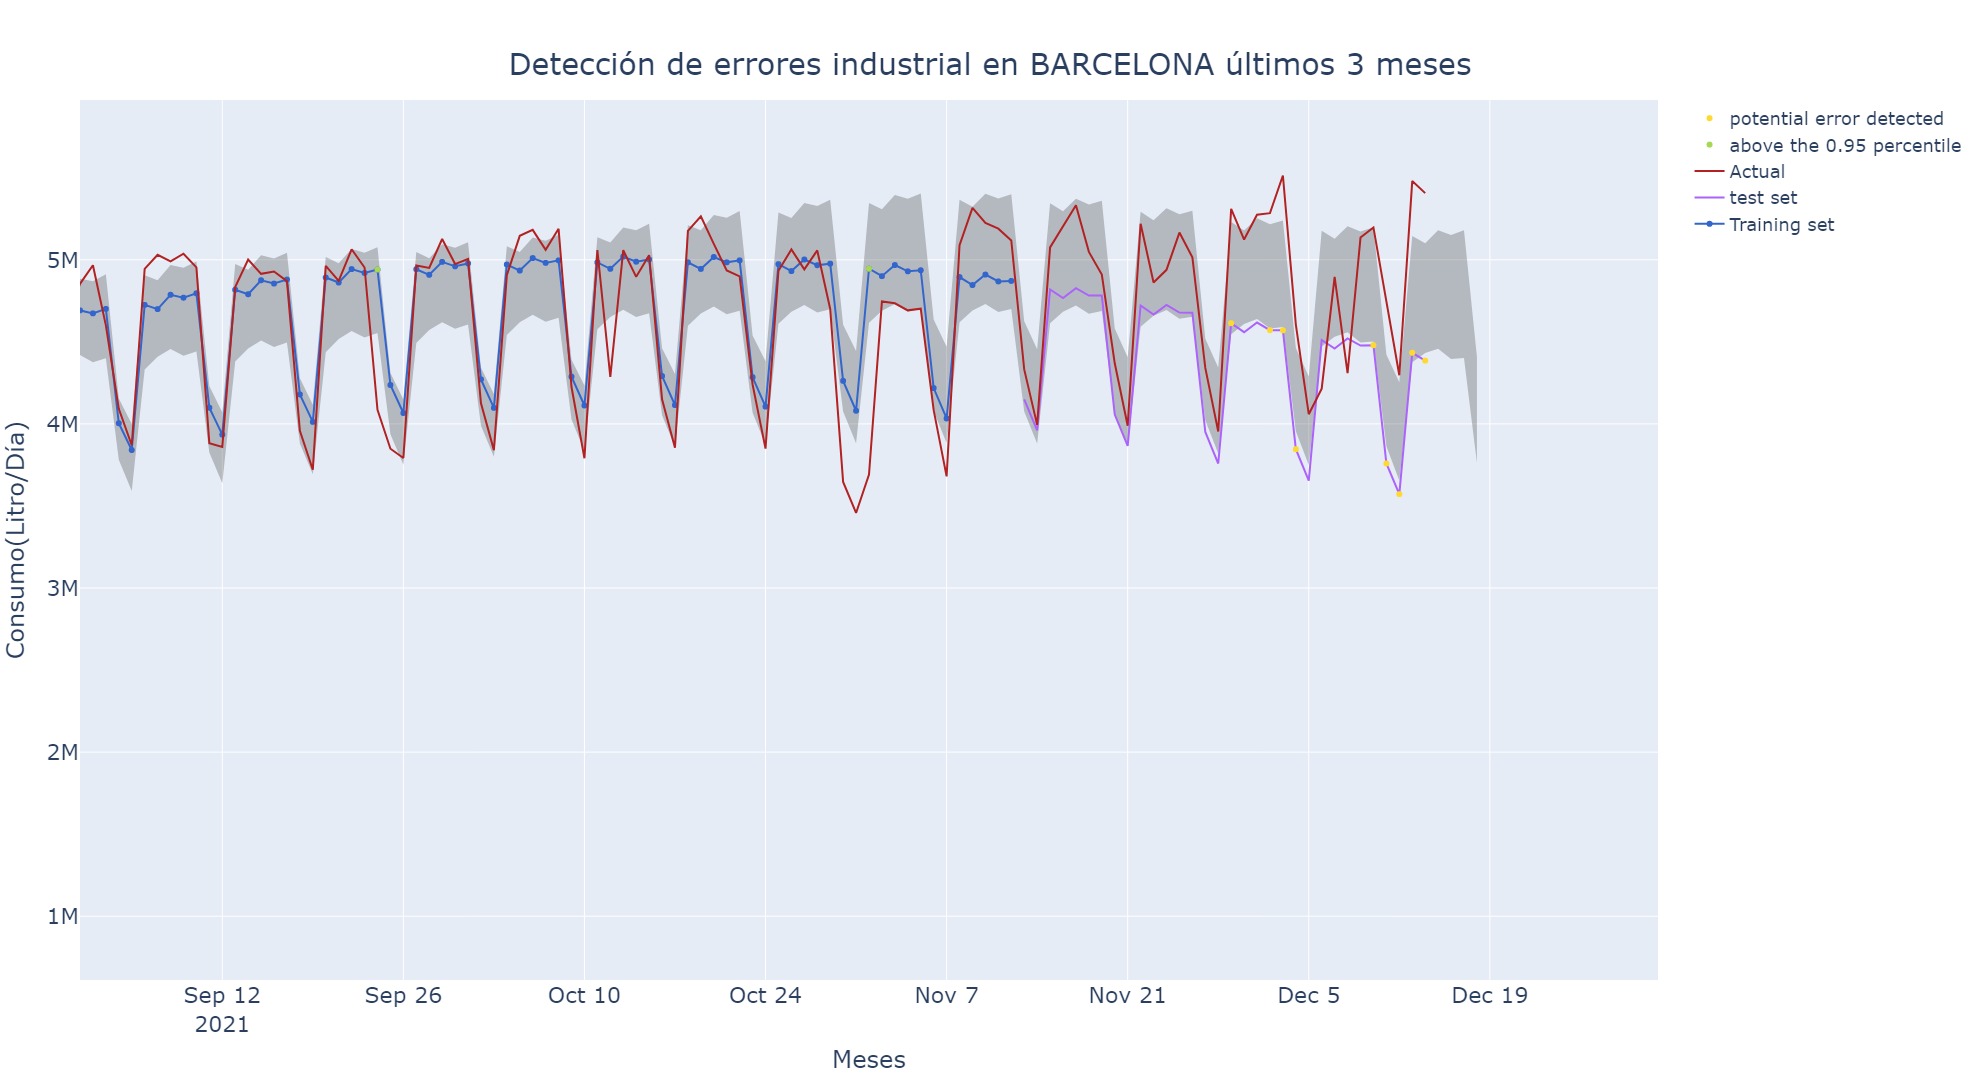 Detección de errores industrial en BARCELONA últimos 3 meses
potential error detected
above the 0.95 percentile
Actual
test set
Training set
Consumo(Litro/Día)
5M
4M
3M
2M
1M
Sep 12
2021
Sep 26
Oct 10
Oct 24
Nov 7
Nov 21
Dec 5
Dec 19
Meses